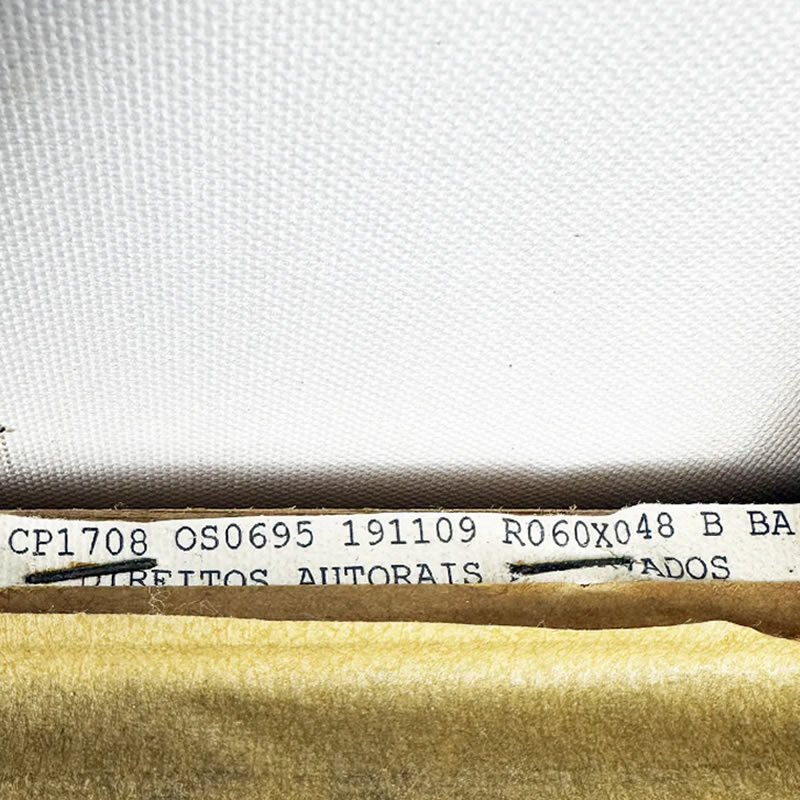 CP1708 OS0695 191109 R060X048 B BA
DIREITOS AUTORAIS